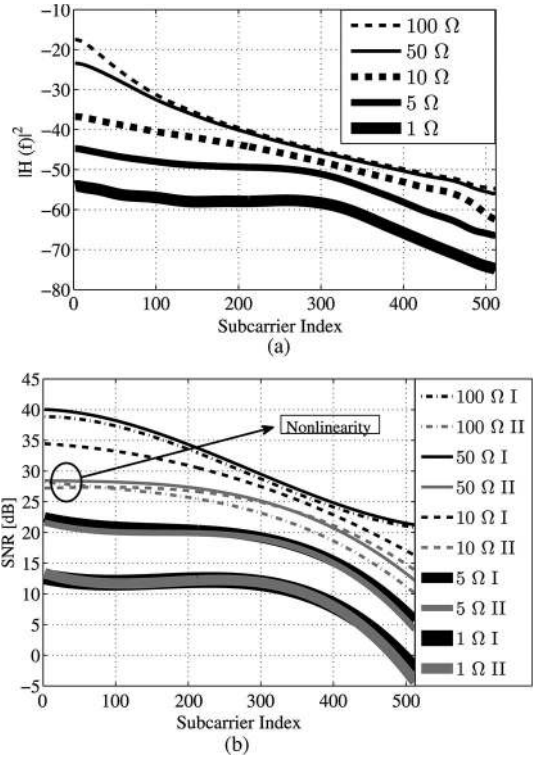 −10
−20
−30
−40
−50
−60
−70
−80
|H (f)|²
100 Ω
50 Ω
10 Ω
5 Ω
1 Ω
0 100 200 300 400 500
Subcarrier Index
(a)
45
40
35
30
25
20
15
10
5
0
−5
SNR [dB]
Nonlinearity
100 Ω I
100 Ω II
50 Ω I
50 Ω II
10 Ω I
10 Ω II
5 Ω I
5 Ω II
1 Ω I
1 Ω II
0 100 200 300 400 500
Subcarrier Index
(b)